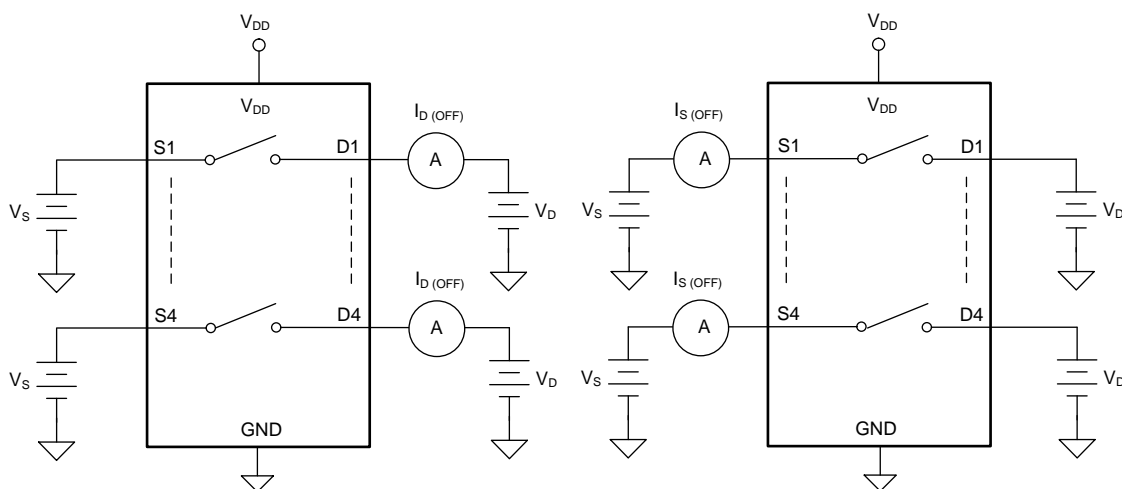 VDD
VDD
ID (OFF)
S1
D1
A
VS
VD
ID (OFF)
S4
D4
A
VS
VD
GND
VDD
VDD
IS (OFF)
A
S1
D1
VS
VD
IS (OFF)
A
S4
D4
VS
VD
GND